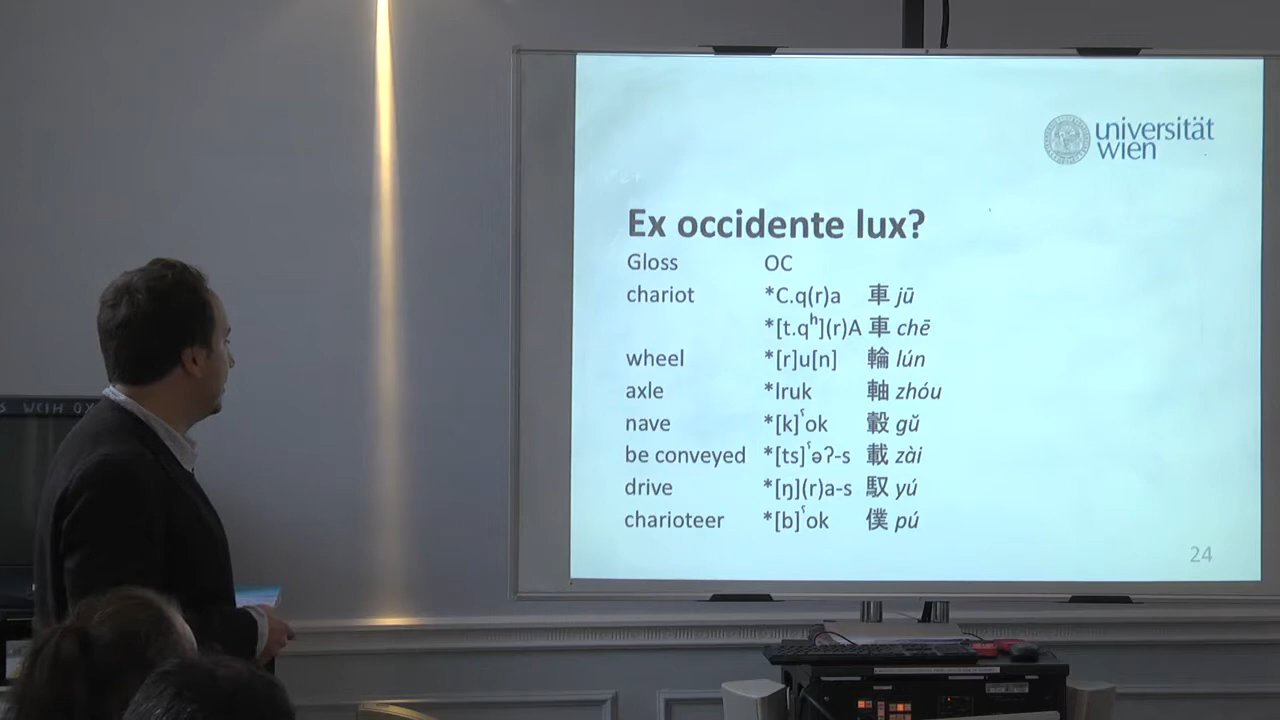 universität
wien
Ex occidente lux?
Gloss OC
chariot *C.q(r)a 車 jū
*[t.qʰ](r)A 車 chē
wheel *[r]u[n] 輪 lún
axle *lruk 軸 zhóu
nave *[k]ˤok 轂 gŭ
be conveyed *[ts]ˤəʔ-s 載 zài
drive *[ŋ](r)a-s 馭 yú
charioteer *[b]ˤok 僕 pú
24